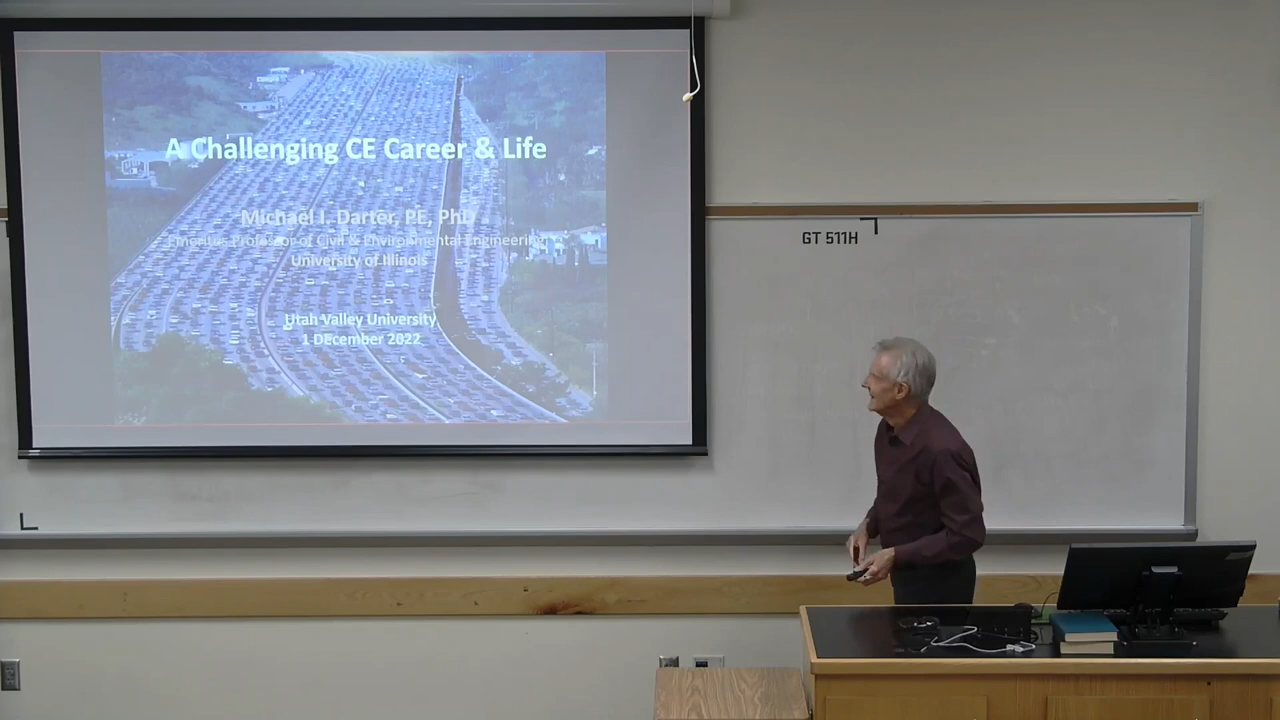 A Challenging CE Career & Life
Michael I. Darter, PE, PhD
Emeritus Professor of Civil & Environmental Engineering
University of Illinois
Utah Valley University
1 December 2022
GT 511H